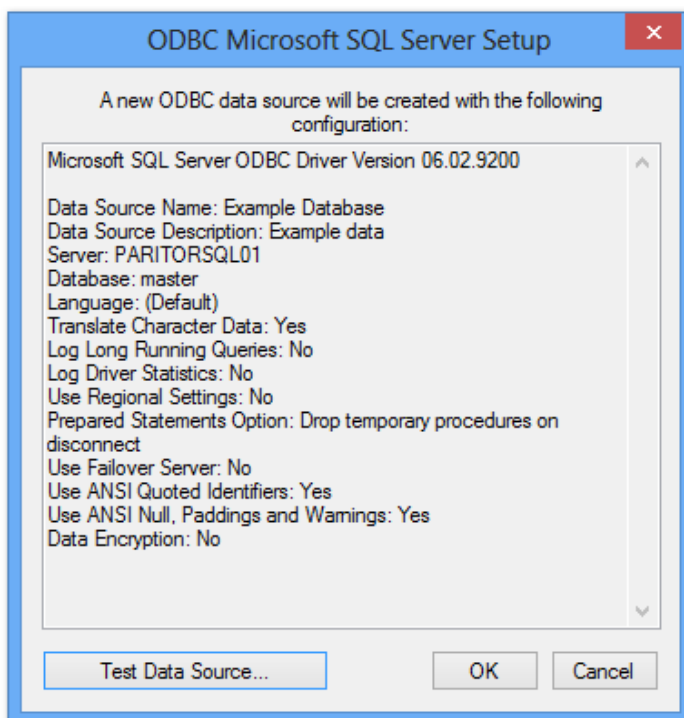 ODBC Microsoft SQL Server Setup
A new ODBC data source will be created with the following
configuration:
Microsoft SQL Server ODBC Driver Version 06.02.9200
Data Source Name: Example Database
Data Source Description: Example data
Server: PARITORSQL01
Database: master
Language: (Default)
Translate Character Data: Yes
Log Long Running Queries: No
Log Driver Statistics: No
Use Regional Settings: No
Prepared Statements Option: Drop temporary procedures on
disconnect
Use Failover Server: No
Use ANSI Quoted Identifiers: Yes
Use ANSI Null, Paddings and Warnings: Yes
Data Encryption: No
Test Data Source...
OK
Cancel